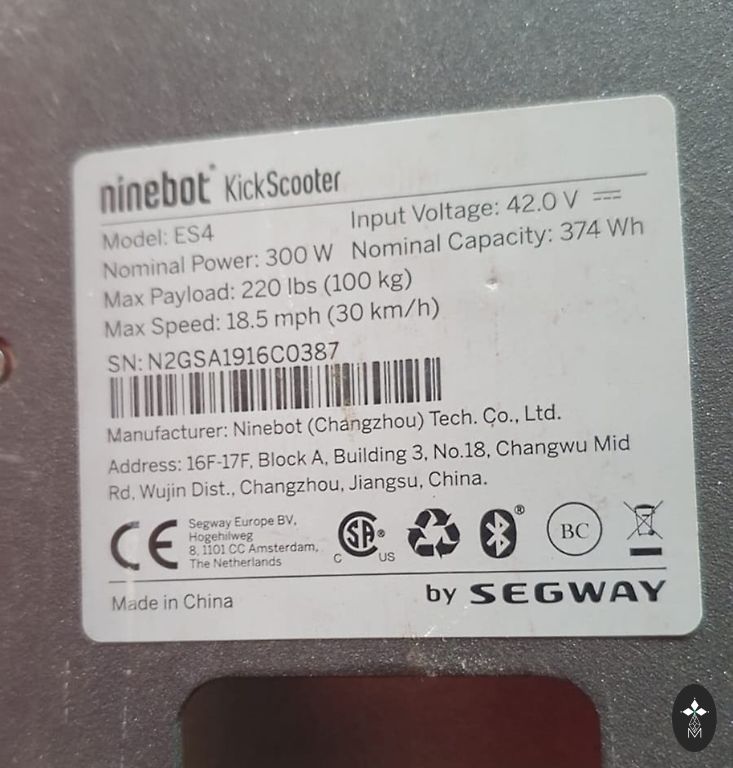 ninebot KickScooter
Model: ES4
Input Voltage: 42.0 V
Nominal Power: 300 W Nominal Capacity: 374 Wh
Max Payload: 220 lbs (100 kg)
Max Speed: 18.5 mph (30 km/h)
SN: N2GSA1916C0387
Manufacturer: Ninebot (Changzhou) Tech. Co., Ltd.
Address: 16F-17F, Block A, Building 3, No.18, Changwu Mid
Rd, Wujin Dist., Changzhou, Jiangsu, China.
CE
Segway Europe BV,
Hogehilweg
8, 1101 CC Amsterdam,
The Netherlands
C SA® US
®
BC
Made in China
by SEGWAY
M